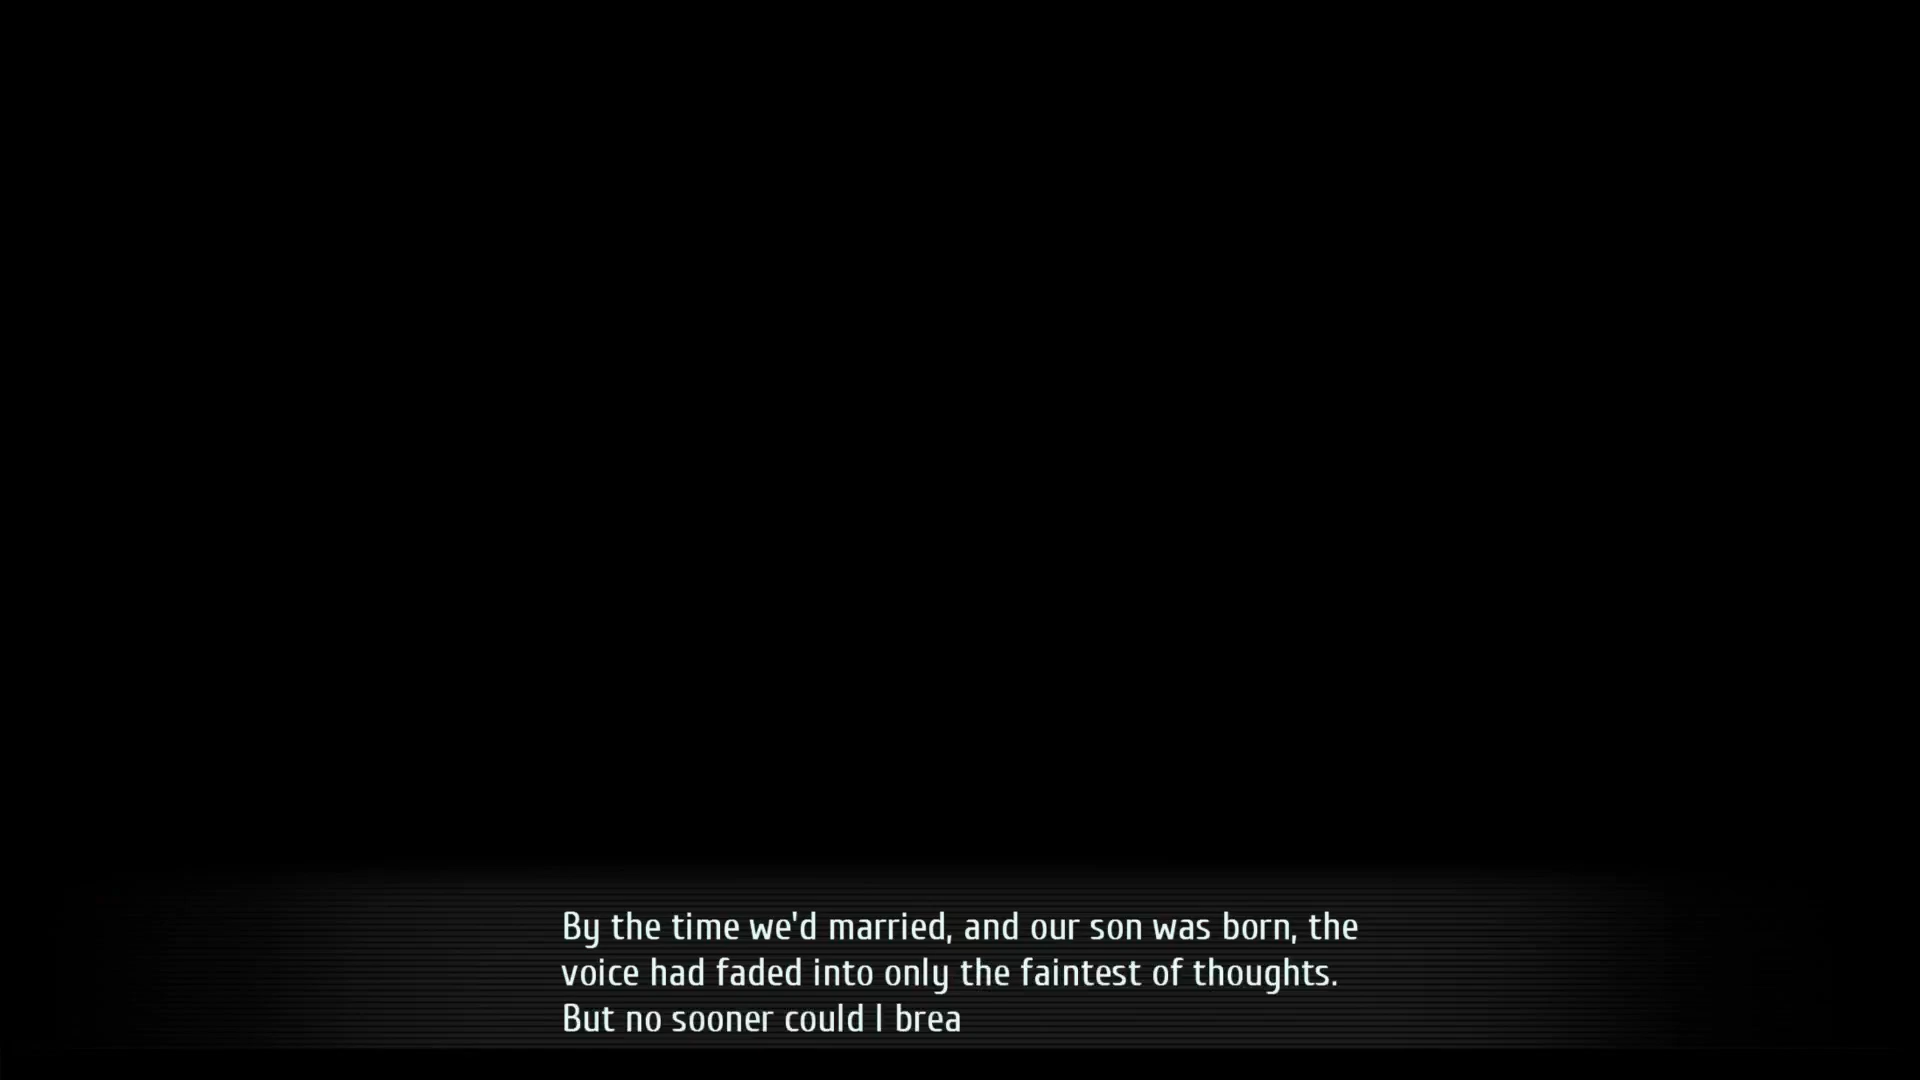 By the time we'd married, and our son was born, the
voice had faded into only the faintest of thoughts.
But no sooner could I brea